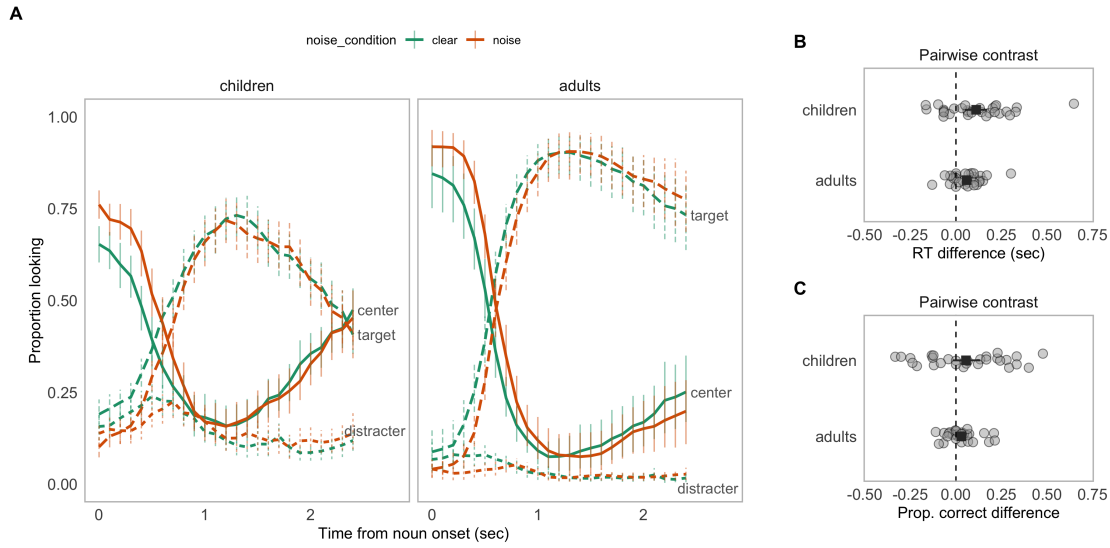 A
noise_condition clear noise
children adults
Proportion looking
1.00
0.75
0.50
0.25
0.00
center
target
distracter
target
center
distracter
0 1 2 0 1 2
Time from noun onset (sec)
B
Pairwise contrast
children
adults
-0.50 -0.25 0.00 0.25 0.50 0.75
RT difference (sec)
C
Pairwise contrast
children
adults
-0.50 -0.25 0.00 0.25 0.50 0.75
Prop. correct difference